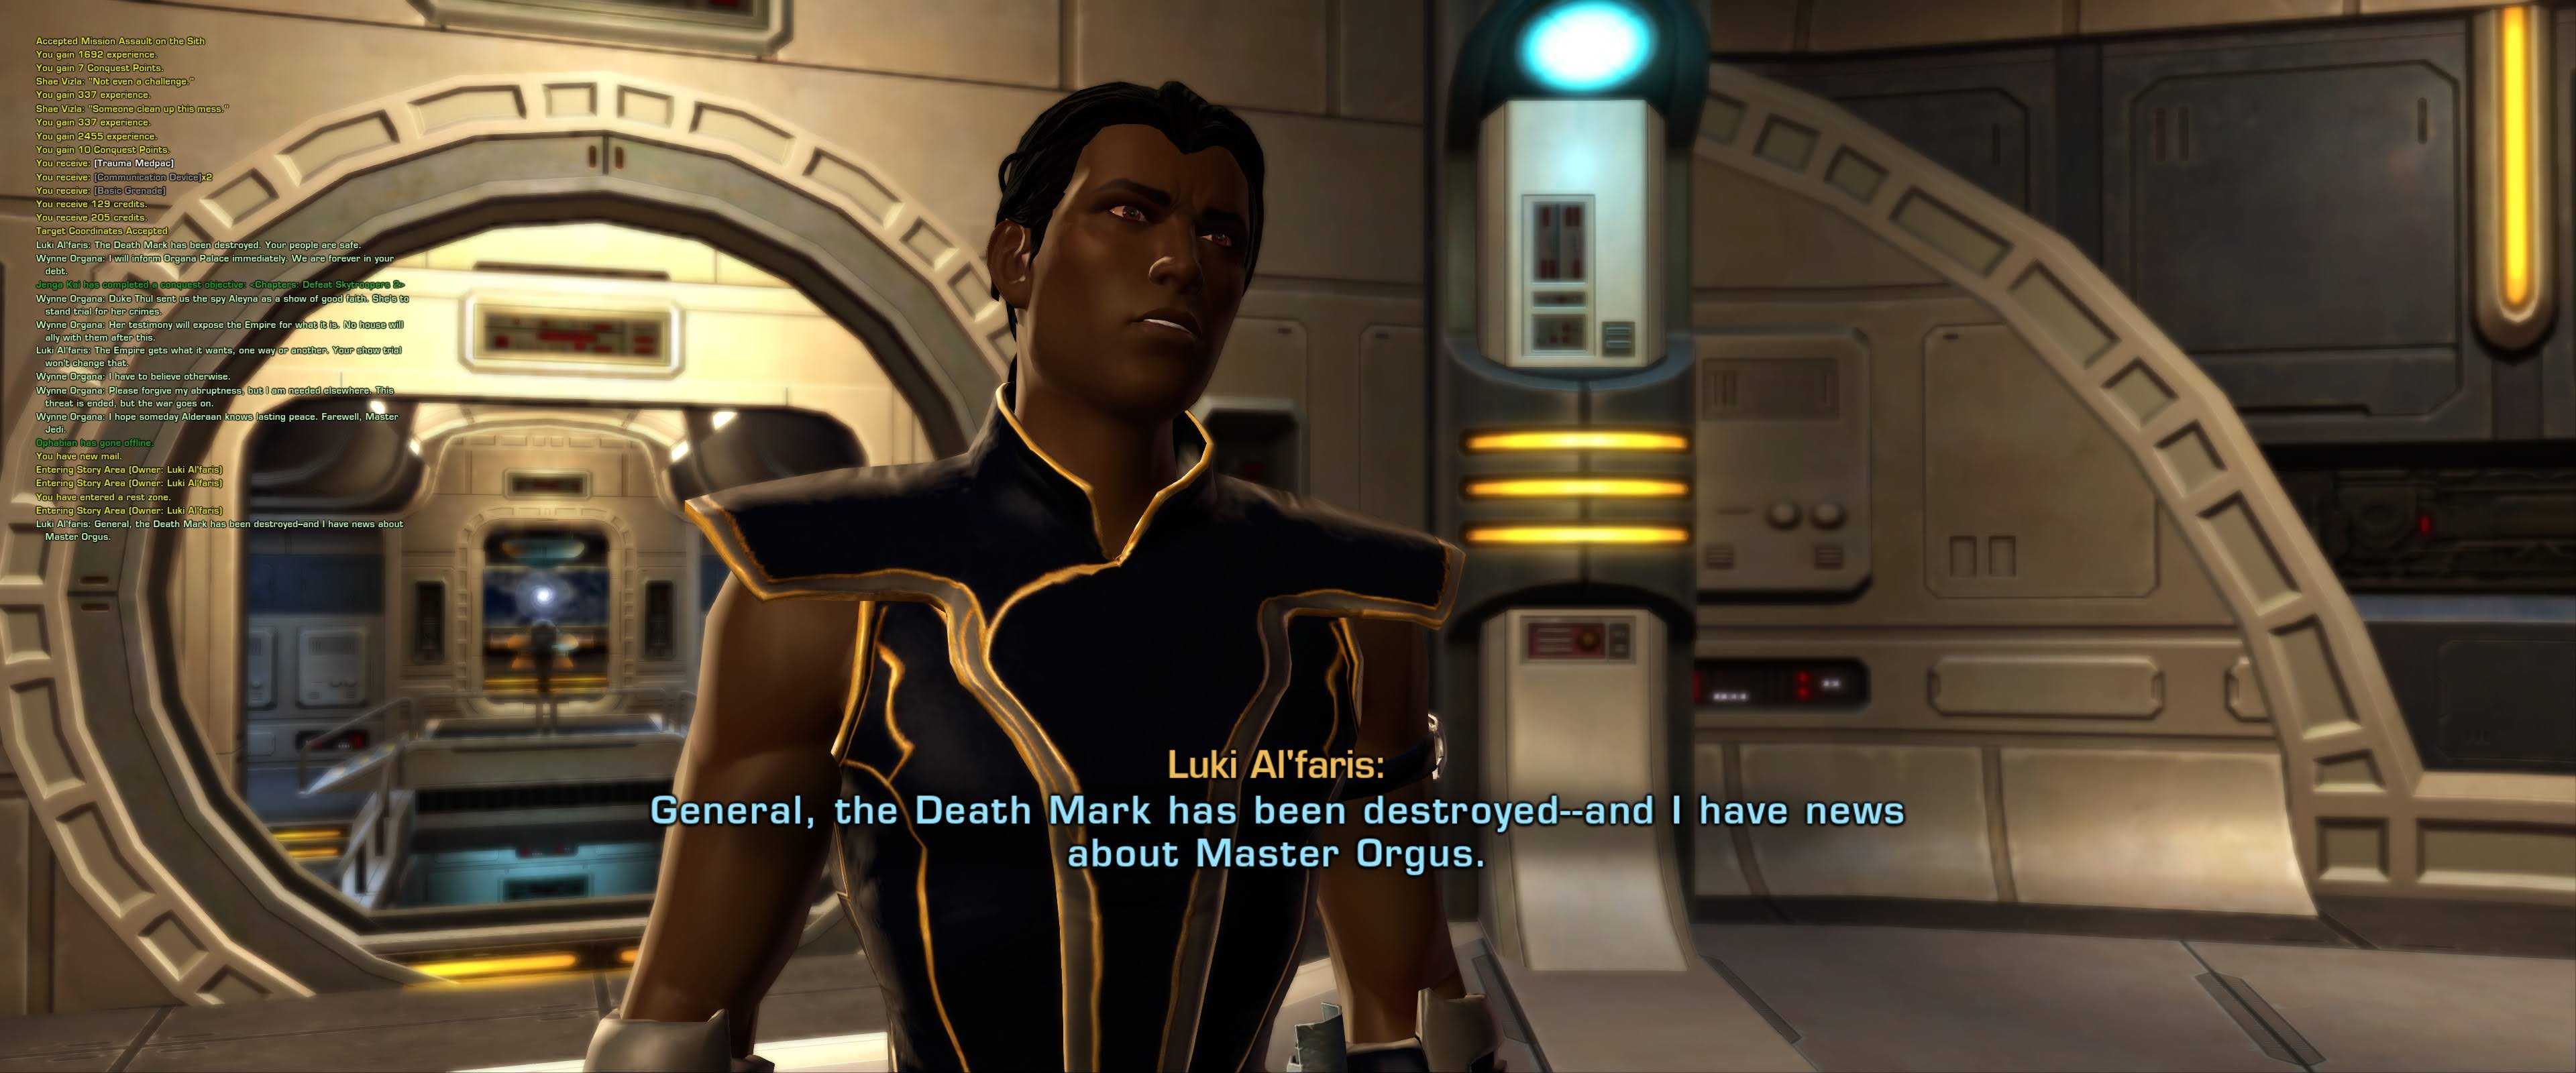 Accepted Mission Assault on the Sith
You gain 1692 experience.
You gain 7 Conquest Points.
Shae Vizla: "Not even a challenge."
You gain 337 experience.
Shae Vizla: "Someone clean up this mess."
You gain 337 experience.
You gain 2455 experience.
You gain 10 Conquest Points.
You receive: [Trauma Medpac]
You receive: [Communication Device]x2
You receive: [Basic Grenade]
You receive 129 credits.
You receive 205 credits.
Target Coordinates Accepted
Luki Al'faris: The Death Mark has been destroyed. Your people are safe.
Wynne Organa: I will inform Organa Palace immediately. We are forever in your
debt.
Jenga Kai has completed a conquest objective: <Chapters: Defeat Skytroopers 2>
Wynne Organa: Duke Thul sent us the spy Aleyna as a show of good faith. She's to
stand trial for her crimes.
Wynne Organa: Her testimony will expose the Empire for what it is. No house will
ally with them after this.
Luki Al'faris: The Empire gets what it wants, one way or another. Your show trial
won't change that.
Wynne Organa: I have to believe otherwise.
Wynne Organa: Please forgive my abruptness, but I am needed elsewhere. This
threat is ended, but the war goes on.
Wynne Organa: I hope someday Alderaan knows lasting peace. Farewell, Master
Jedi.
Ophabian has gone offline.
You have new mail.
Entering Story Area (Owner: Luki Al'faris)
Entering Story Area (Owner: Luki Al'faris)
You have entered a rest zone.
Entering Story Area (Owner: Luki Al'faris)
Luki Al'faris: General, the Death Mark has been destroyed--and I have news about
Master Orgus.
Luki Al'faris:
General, the Death Mark has been destroyed--and I have news
about Master Orgus.